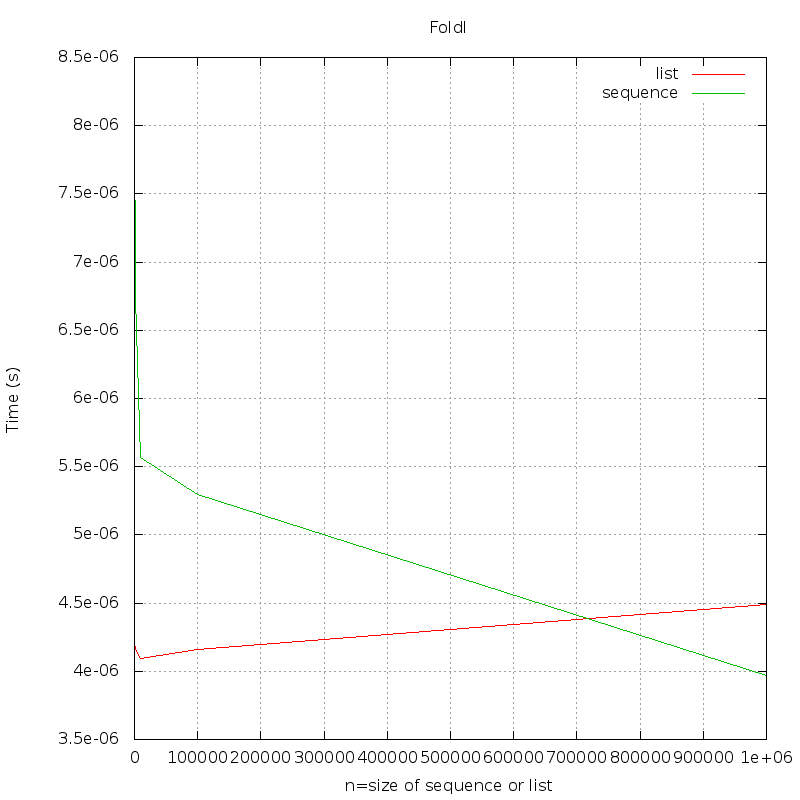 Foldl
8.5e-06
list
sequence
8e-06
7.5e-06
7e-06
6.5e-06
6e-06
Time (s)
5.5e-06
5e-06
4.5e-06
4e-06
3.5e-06
0 100000 200000 300000 400000 500000 600000 700000 800000 900000 1e+06
n=size of sequence or list